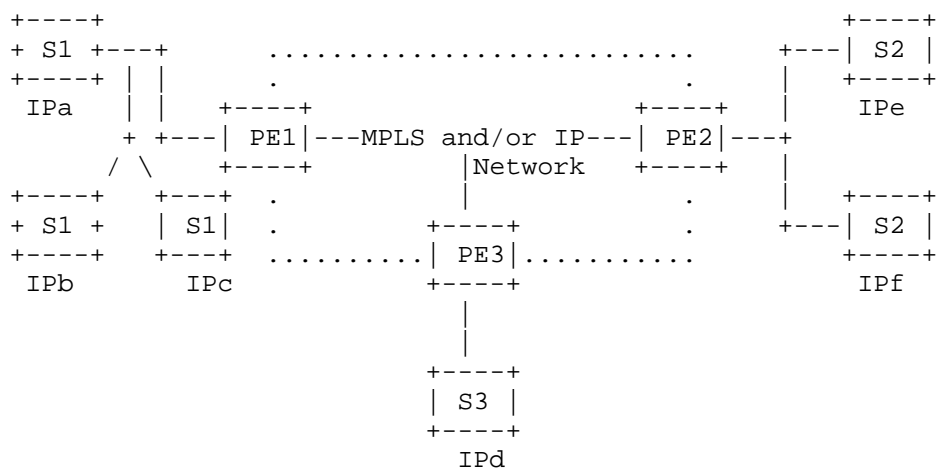 S1 S2
IPa IPe
PE1 MPLS and/or IP PE2
Network
S1 S1 S2
PE3
IPb IPc IPf
S3
IPd